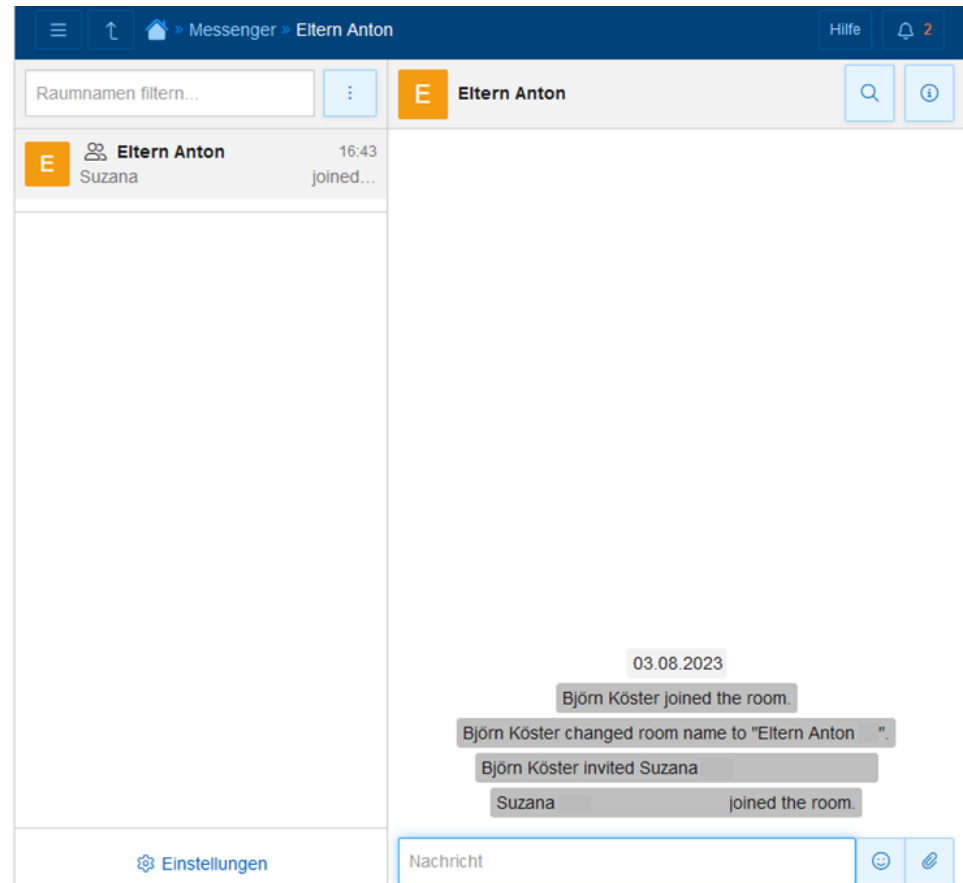 » Messenger » Eltern Anton
Hilfe
2
Raumnamen filtern...
E Eltern Anton
E Eltern Anton 16:43
Suzana joined...
03.08.2023
Björn Köster joined the room.
Björn Köster changed room name to "Eltern Anton ".
Björn Köster invited Suzana
Suzana joined the room.
Einstellungen
Nachricht